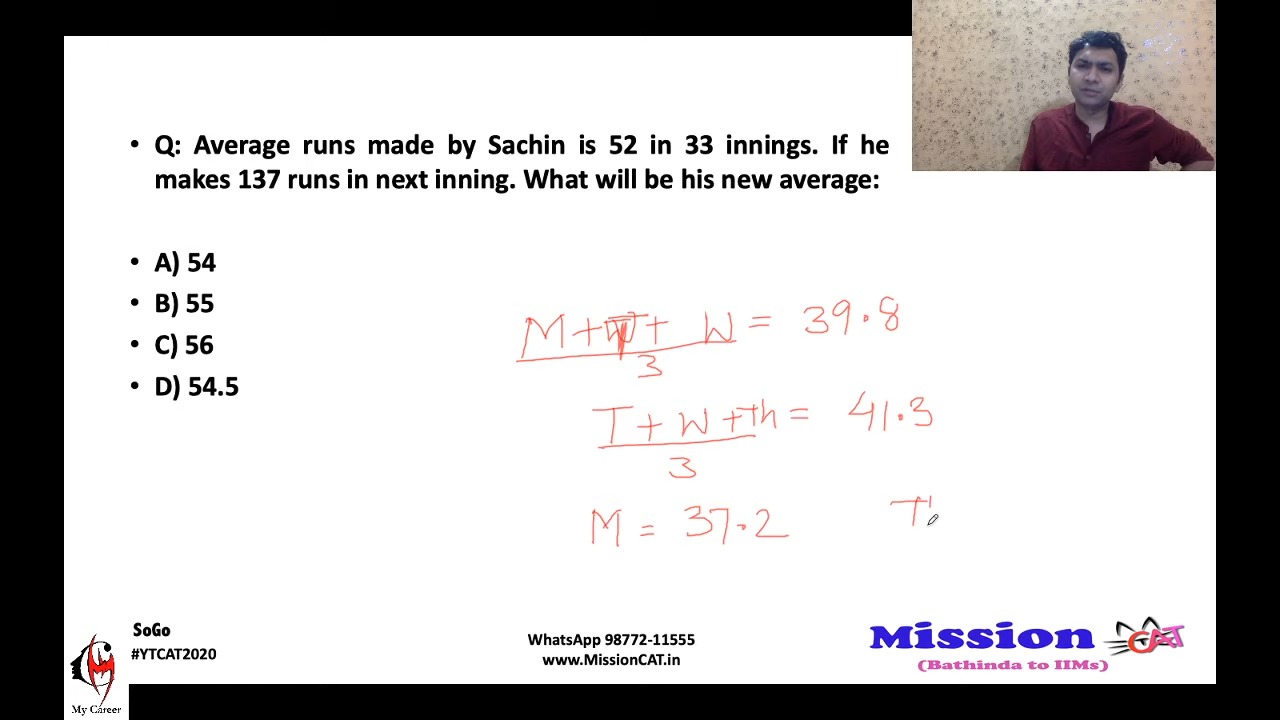 • Q: Average runs made by Sachin is 52 in 33 innings. If he
makes 137 runs in next inning. What will be his new average:
• A) 54
• B) 55
• C) 56
• D) 54.5
M+T+ W = 39.8
3
T+W+Th = 41.3
3
M = 37.2
SoGo
#YTCAT2020
WhatsApp 98772-11555
www.MissionCAT.in
Mission CAT
(Bathinda to IIMs)
My Career